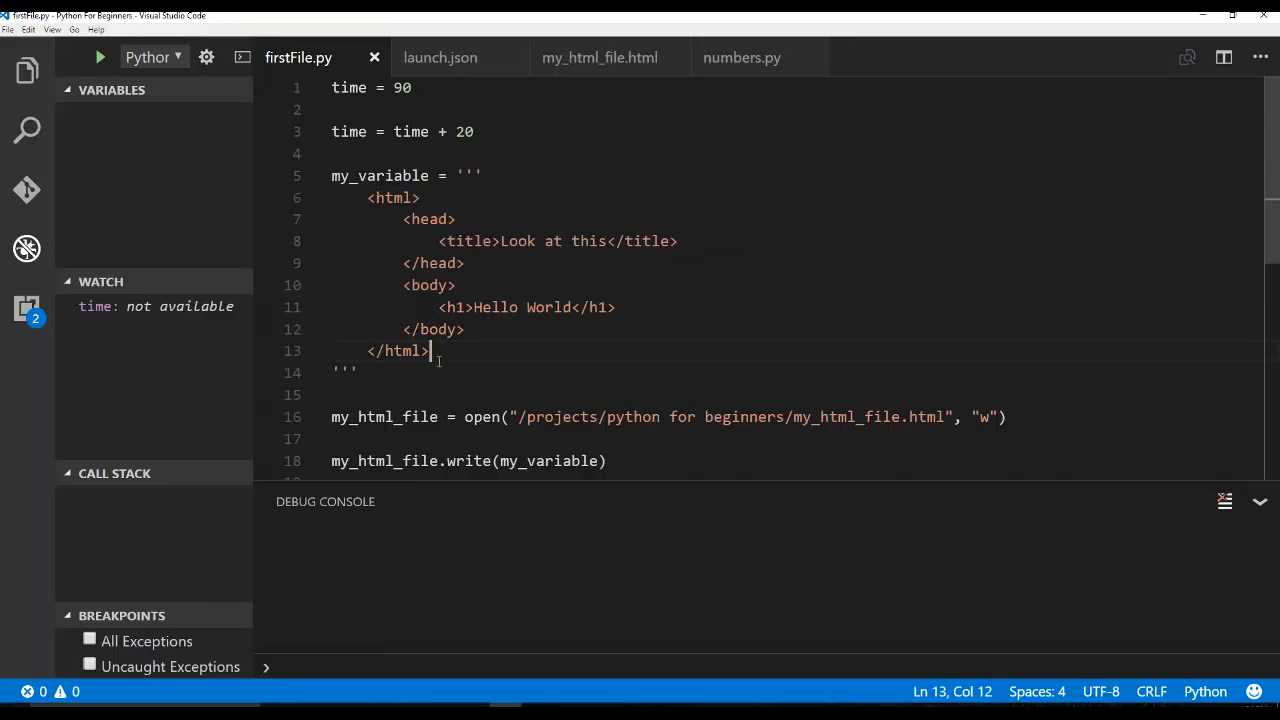 firstFile.py - Python For Beginners - Visual Studio Code
File Edit View Go Help
Python
firstFile.py
launch.json
my_html_file.html
numbers.py
VARIABLES
WATCH
time: not available
CALL STACK
BREAKPOINTS
All Exceptions
Uncaught Exceptions
2
1 time = 90
2
3 time = time + 20
4
5 my_variable = '''
6 <html>
7 <head>
8 <title>Look at this</title>
9 </head>
10 <body>
11 <h1>Hello World</h1>
12 </body>
13 </html>
14 '''
15
16 my_html_file = open("/projects/python for beginners/my_html_file.html", "w")
17
18 my_html_file.write(my_variable)
DEBUG CONSOLE
0 0
Ln 13, Col 12
Spaces: 4
UTF-8
CRLF
Python